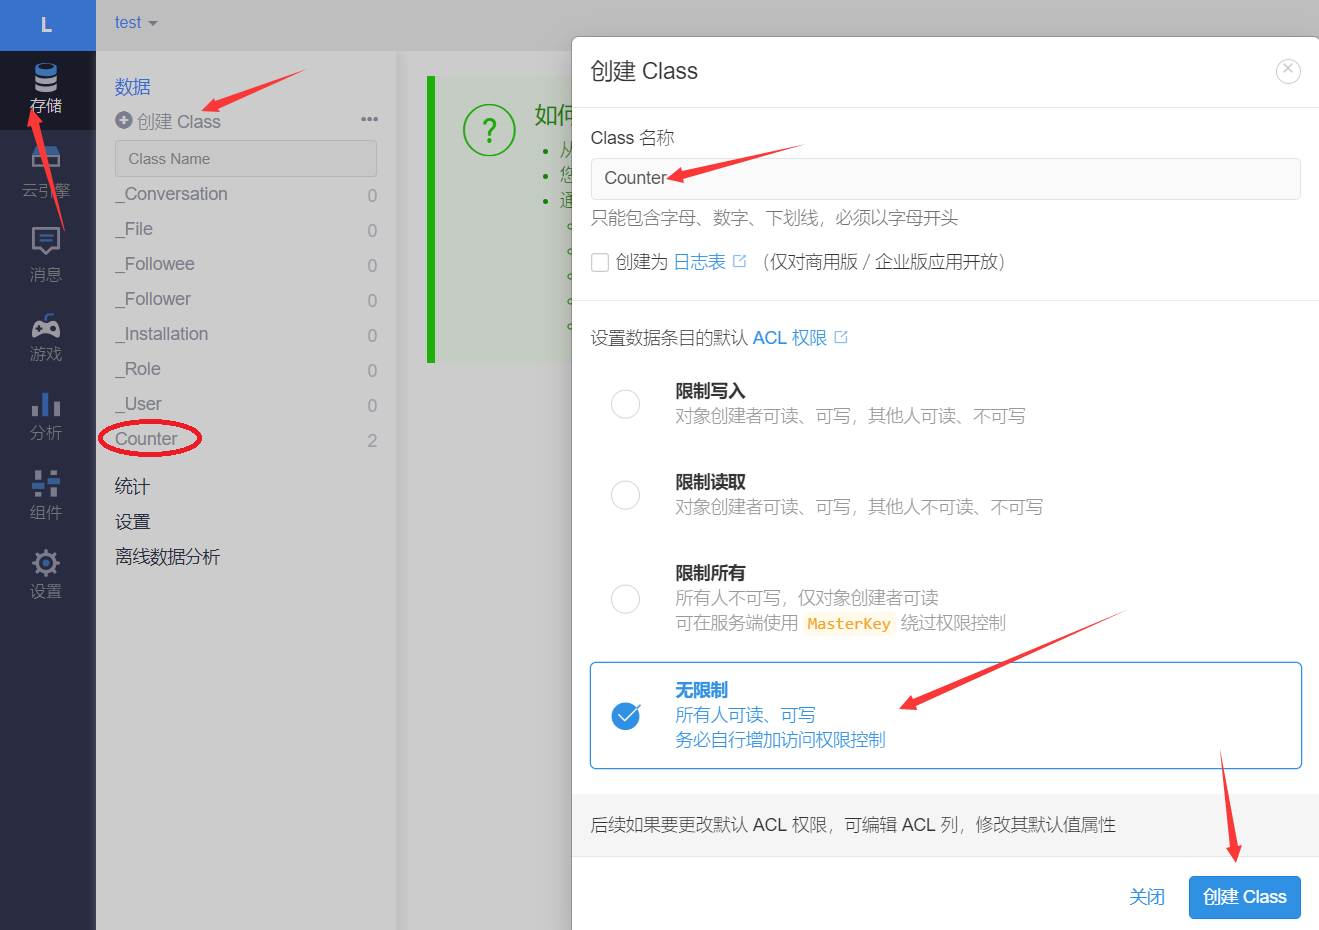 L
test
存储
云引擎
消息
游戏
分析
组件
设置
数据
创建 Class
Class Name
_Conversation 0
_File 0
_Followee 0
_Follower 0
_Installation 0
_Role 0
_User 0
Counter 2
统计
设置
离线数据分析
?
如何
从
您
通
创建 Class
Class 名称
Counter
只能包含字母、数字、下划线，必须以字母开头
创建为 日志表 （仅对商用版 / 企业版应用开放）
设置数据条目的默认 ACL 权限
限制写入
对象创建者可读、可写，其他人可读、不可写
限制读取
对象创建者可读、可写，其他人不可读、不可写
限制所有
所有人不可写，仅对象创建者可读
可在服务端使用 MasterKey 绕过权限控制
无限制
所有人可读、可写
务必自行增加访问权限控制
后续如果要更改默认 ACL 权限，可编辑 ACL 列，修改其默认值属性
关闭
创建 Class